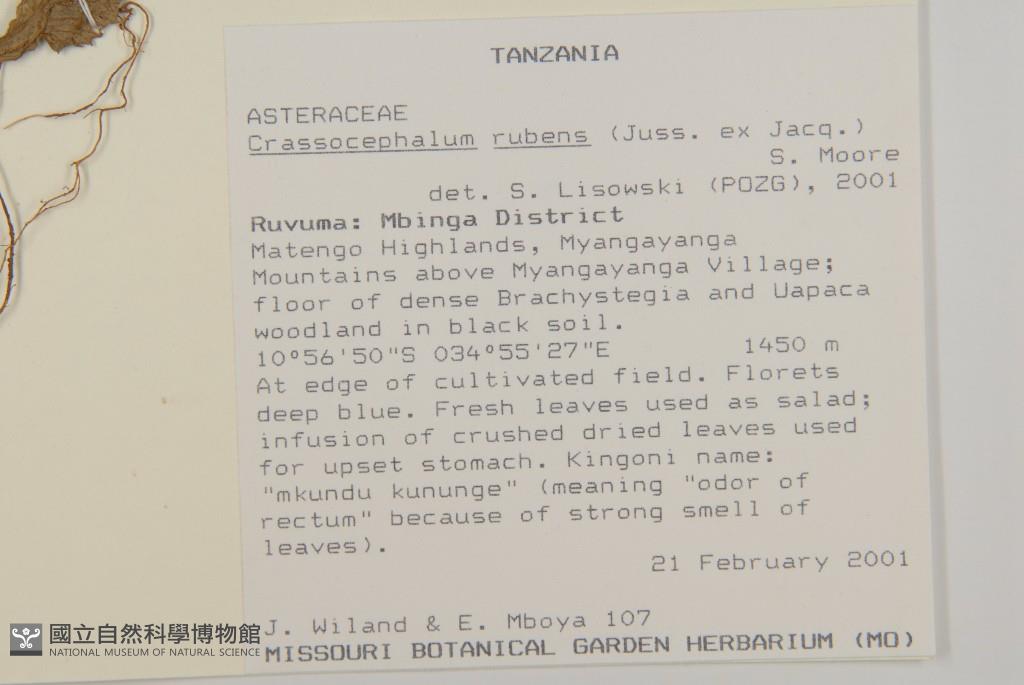 TANZANIA
ASTERACEAE
Crassocephalum rubens (Juss. ex Jacq.)
S. Moore
det. S. Lisowski (POZG), 2001
Ruvuma: Mbinga District
Matengo Highlands, Myangayanga
Mountains above Myangayanga Village;
floor of dense Brachystegia and Uapaca
woodland in black soil.
10°56'50"S 034°55'27"E 1450 m
At edge of cultivated field. Florets
deep blue. Fresh leaves used as salad;
infusion of crushed dried leaves used
for upset stomach. Kingoni name:
"mkundu kununge" (meaning "odor of
rectum" because of strong smell of
leaves).
21 February 2001
J. Wiland & E. Mboya 107
MISSOURI BOTANICAL GARDEN HERBARIUM (MO)
國立自然科學博物館
NATIONAL MUSEUM OF NATURAL SCIENCE